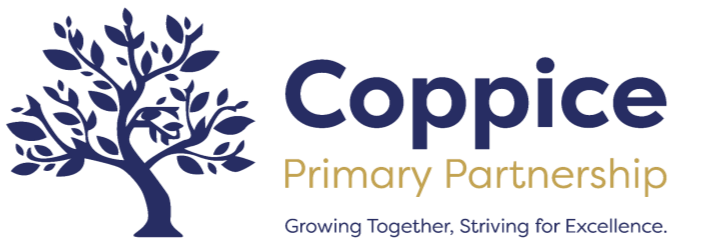 Coppice
Primary Partnership
Growing Together, Striving for Excellence.